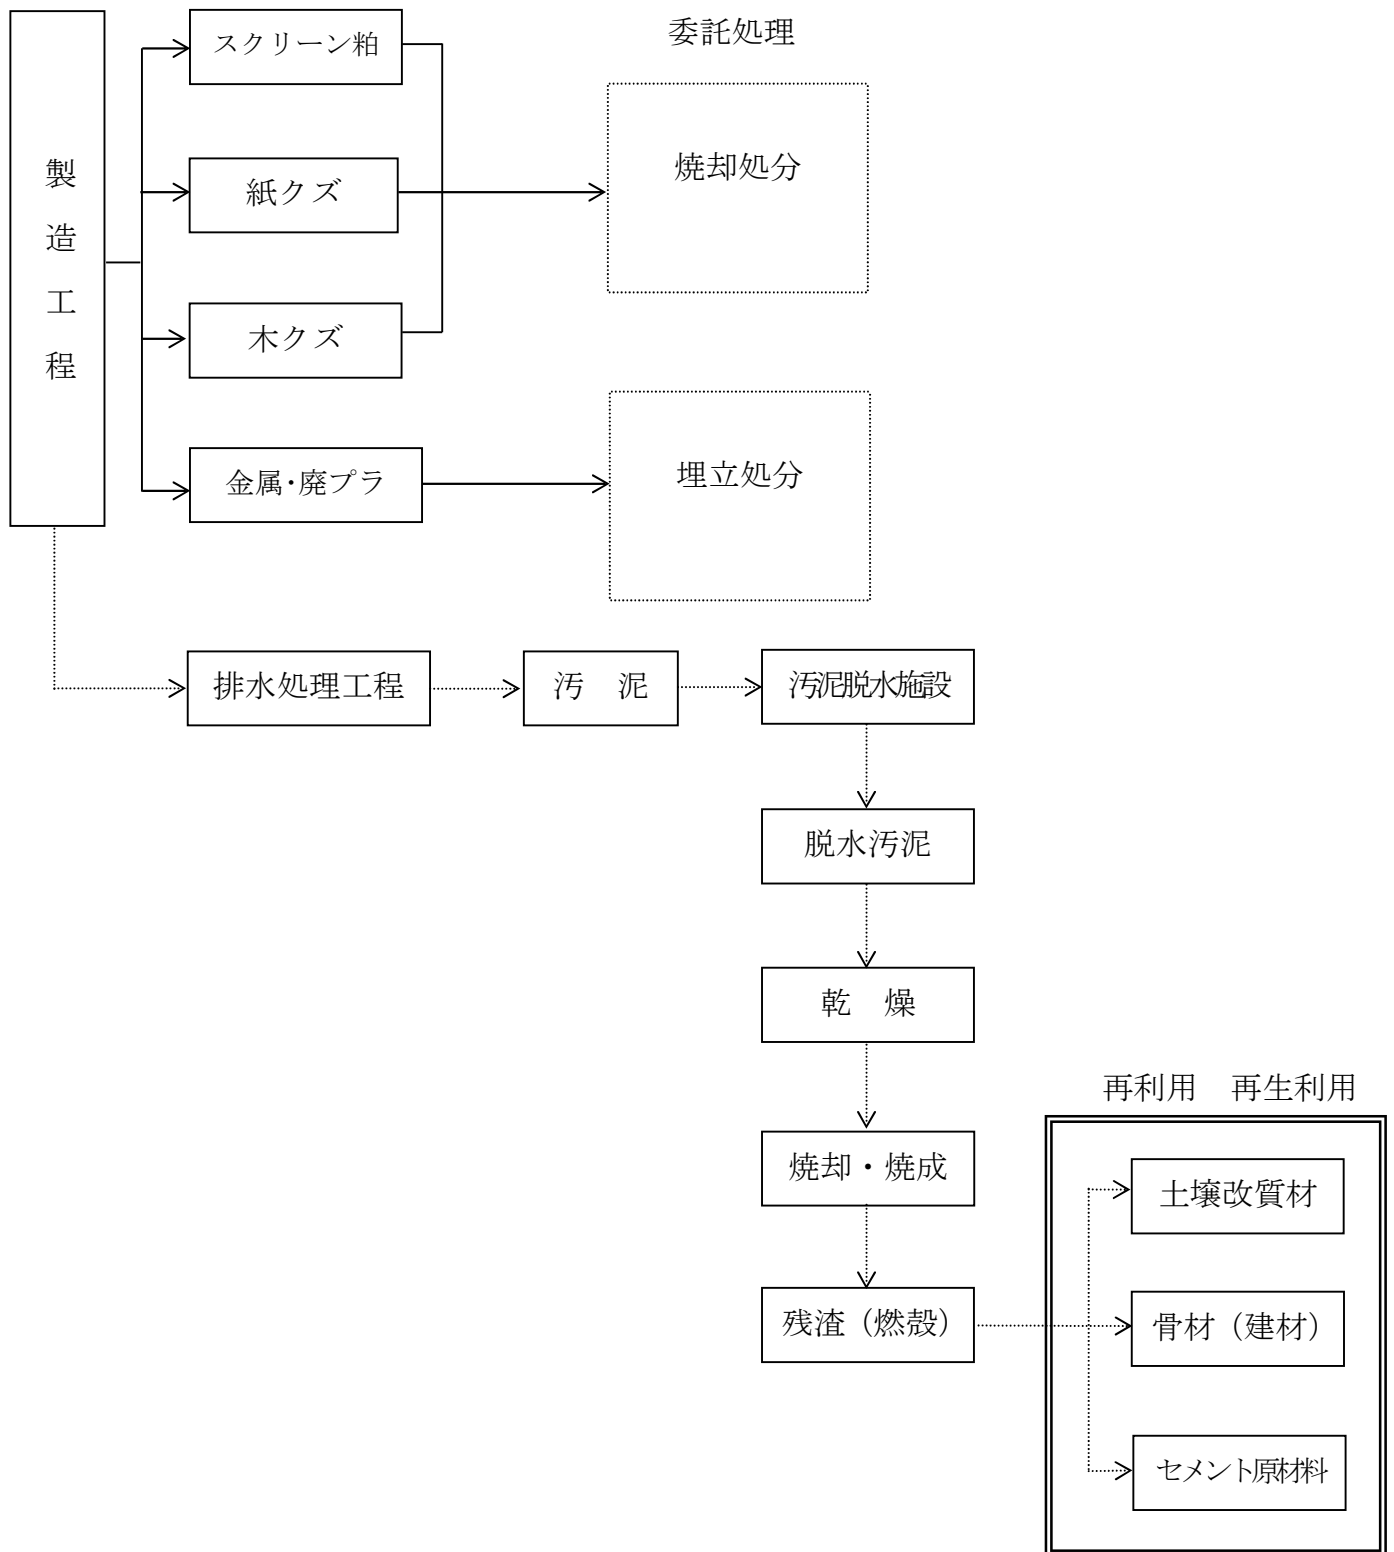 製造工程
スクリーン粕
紙クズ
木クズ
金属・廃プラ
委託処理
焼却処分
埋立処分
排水処理工程
汚　泥
汚泥脱水施設
脱水汚泥
乾　燥
焼却・焼成
残渣（燃殻）
再利用　再生利用
土壌改質材
骨材（建材）
セメント原材料